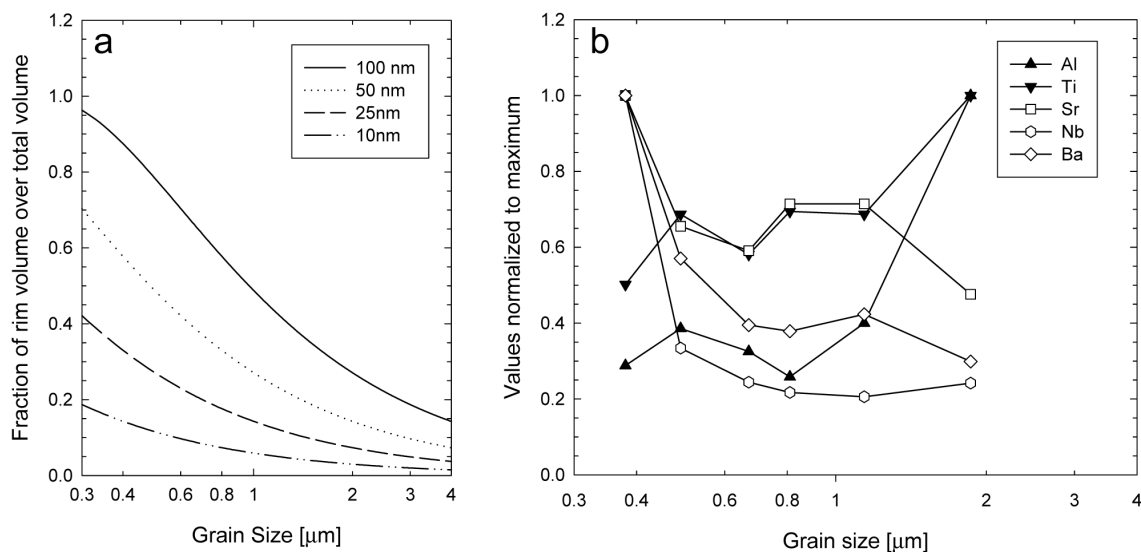 a
Fraction of rim volume over total volume
1.2
1.0
0.8
0.6
0.4
0.2
0.0
100 nm
50 nm
25nm
10nm
0.3 0.4 0.6 0.8 1 2 3 4
Grain Size [μm]
b
Values normalized to maximum
1.2
1.0
0.8
0.6
0.4
0.2
0.0
Al
Ti
Sr
Nb
Ba
0.3 0.4 0.6 0.8 1 2 3 4
Grain size [μm]